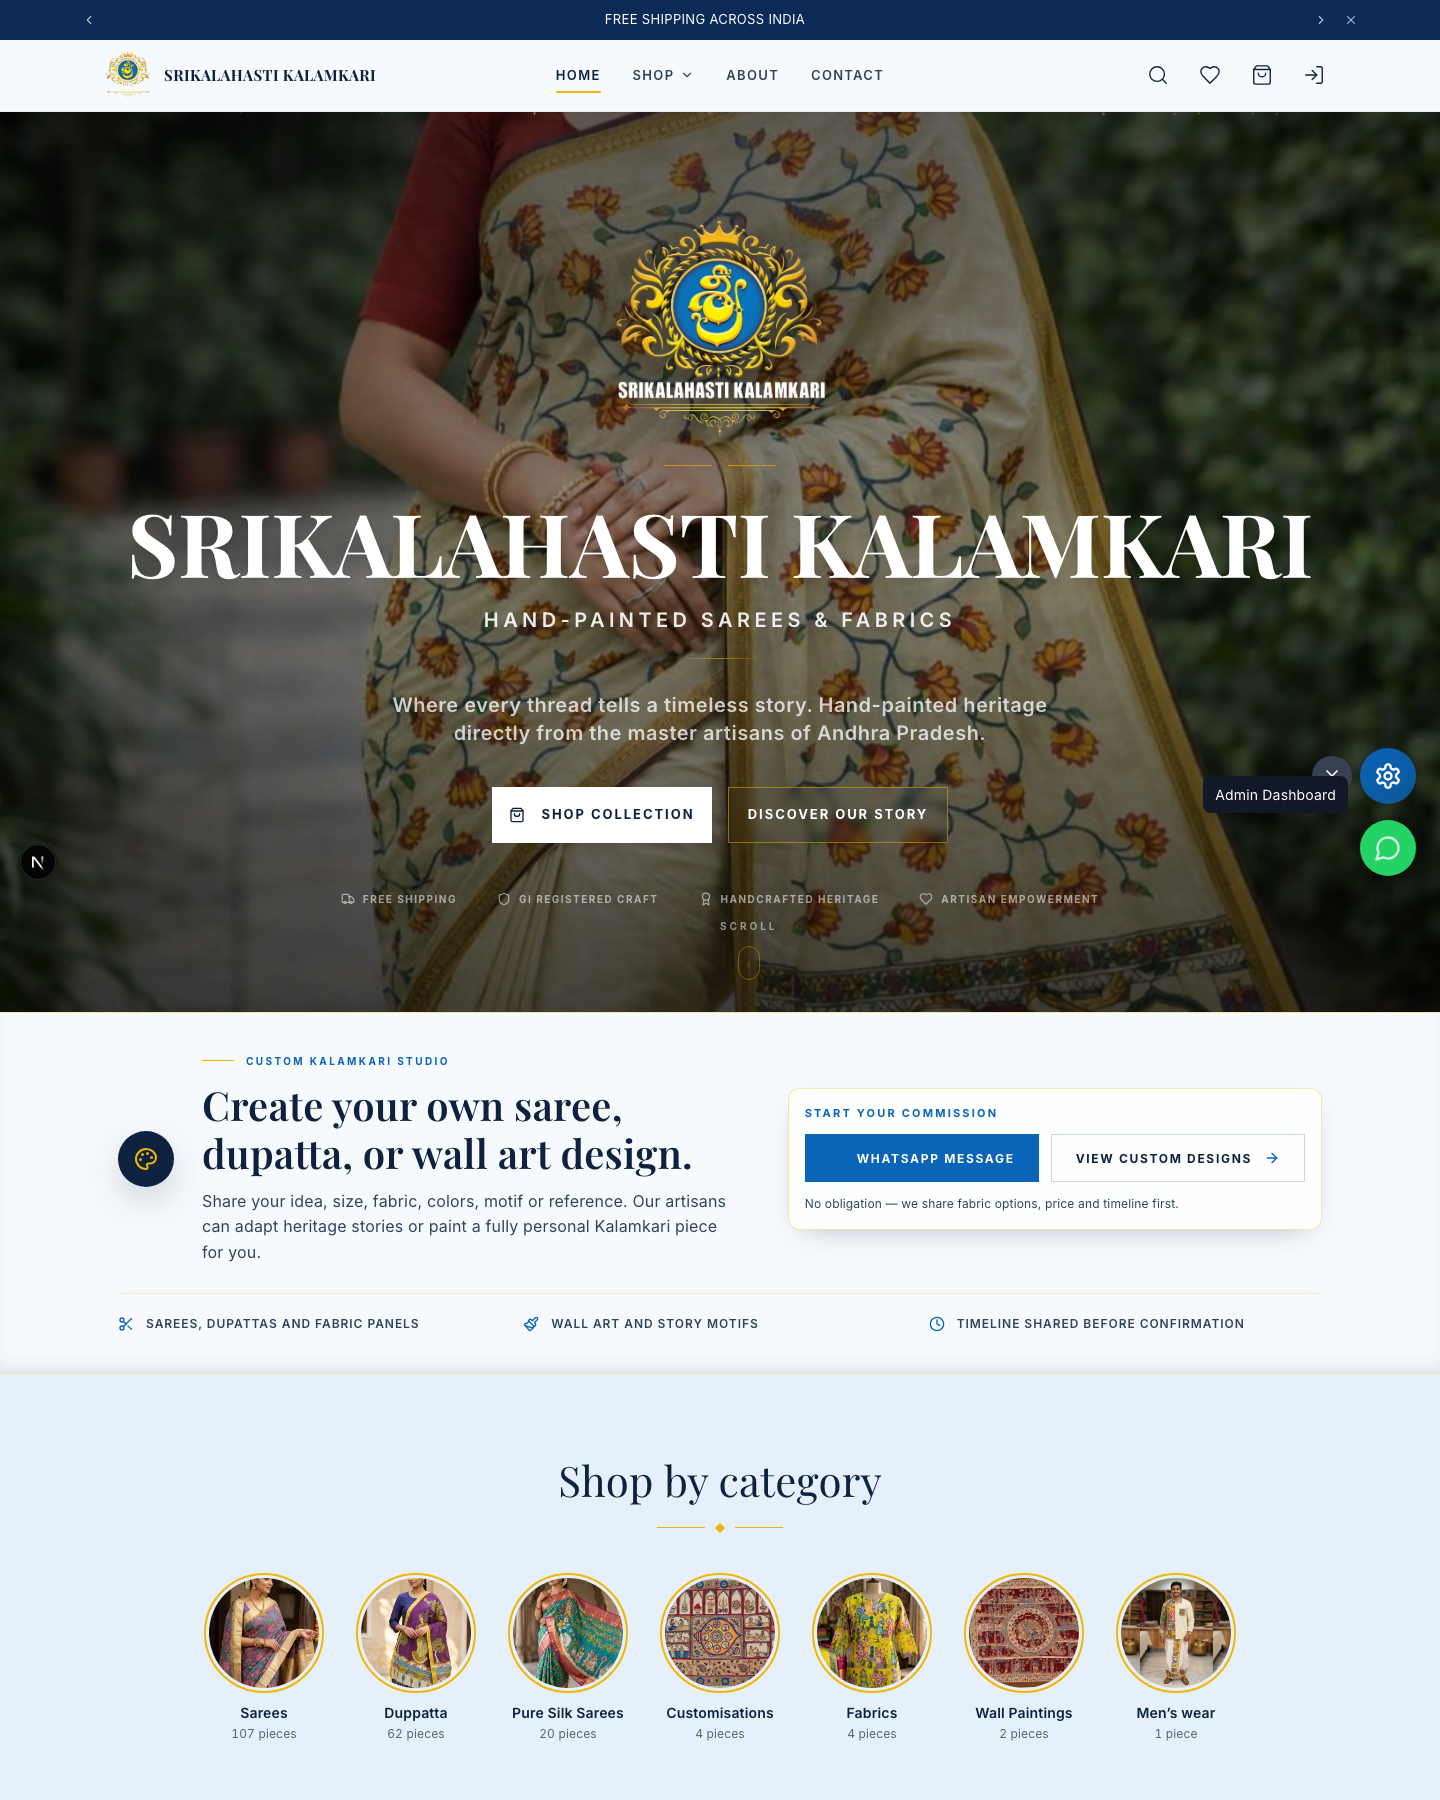 FREE SHIPPING ACROSS INDIA
SRIKALAHASTI KALAMKARI
HOME
SHOP
ABOUT
CONTACT
శ్రీ
SRIKALAHASTI KALAMKARI
SRIKALAHASTI KALAMKARI
HAND-PAINTED SAREES & FABRICS
Where every thread tells a timeless story. Hand-painted heritage
directly from the master artisans of Andhra Pradesh.
SHOP COLLECTION
DISCOVER OUR STORY
Admin Dashboard
N
FREE SHIPPING
GI REGISTERED CRAFT
HANDCRAFTED HERITAGE
ARTISAN EMPOWERMENT
SCROLL
CUSTOM KALAMKARI STUDIO
Create your own saree,
dupatta, or wall art design.
Share your idea, size, fabric, colors, motif or reference. Our artisans
can adapt heritage stories or paint a fully personal Kalamkari piece
for you.
START YOUR COMMISSION
WHATSAPP MESSAGE
VIEW CUSTOM DESIGNS
No obligation — we share fabric options, price and timeline first.
SAREES, DUPATTAS AND FABRIC PANELS
WALL ART AND STORY MOTIFS
TIMELINE SHARED BEFORE CONFIRMATION
Shop by category
Sarees
107 pieces
Duppatta
62 pieces
Pure Silk Sarees
20 pieces
Customisations
4 pieces
Fabrics
4 pieces
Wall Paintings
2 pieces
Men’s wear
1 piece